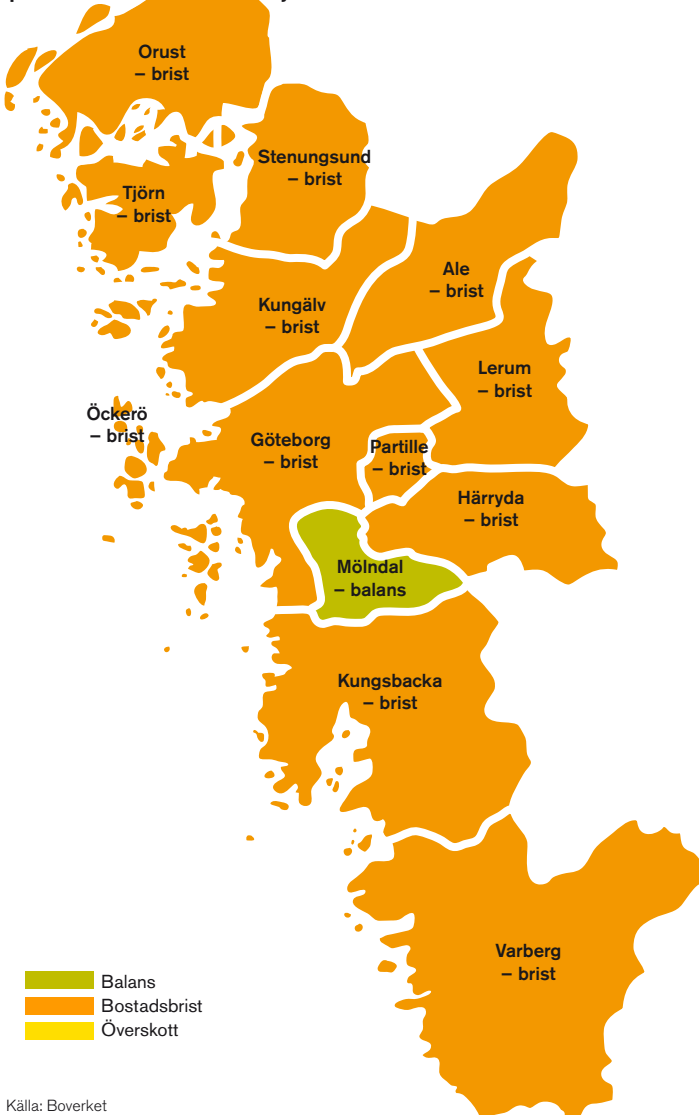 Orust
– brist
Stenungsund
– brist
Tjörn
– brist
Ale
– brist
Kungälv
– brist
Lerum
– brist
Öckerö
– brist
Göteborg
– brist
Partille
– brist
Härryda
– brist
Mölndal
– balans
Kungsbacka
– brist
Varberg
– brist
Balans
Bostadsbrist
Överskott
Källa: Boverket